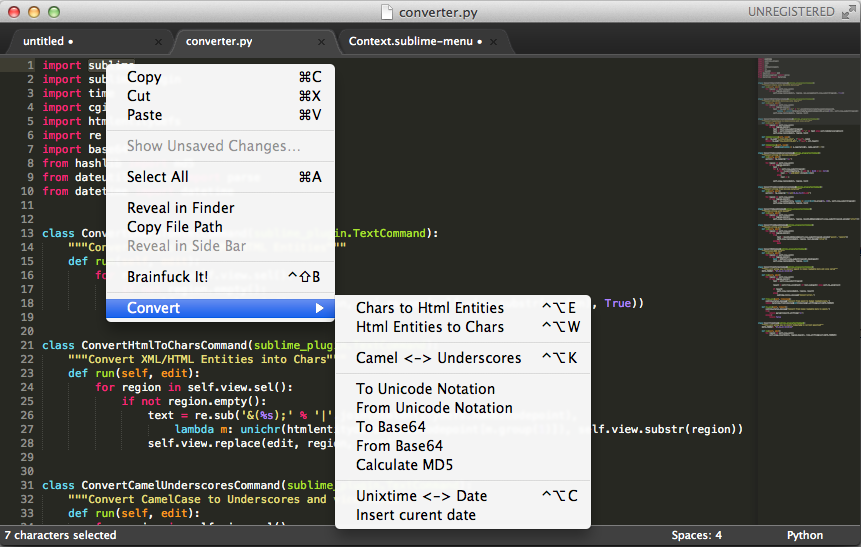 converter.py
UNREGISTERED
untitled •
converter.py
Context.sublime-menu •
1 import sublime
2 import sub
3 import tim
4 import cgi
5 import htm
6 import re
7 import bas
8 from hashl
9 from dateu
10 from datet
11
12
13 class Conver .TextCommand):
14 """Con """
15 def ru
16 fo
17
18 , True))
19
20
21 class ConvertHtmlToCharsCommand(sublime_plug
22 """Convert XML/HTML Entities into Chars"""
23 def run(self, edit):
24 for region in self.view.sel():
25 if not region.empty():
26 text = re.sub('&(%s);' % '|'
27 lambda m: unichr(htmlent self.view.substr(region))
28 self.view.replace(edit, region
29
30
31 class ConvertCamelUnderscoresCommand(sublime
32 """Convert CamelCase to Underscores and v
33 def run(self, edit):
34
Copy ⌘C
Cut ⌘X
Paste ⌘V
Show Unsaved Changes...
Select All ⌘A
Reveal in Finder
Copy File Path
Reveal in Side Bar
Brainfuck It! ^⇧B
Convert ▶
Chars to Html Entities ^⌥E
Html Entities to Chars ^⌥W
Camel <-> Underscores ^⌥K
To Unicode Notation
From Unicode Notation
To Base64
From Base64
Calculate MD5
Unixtime <-> Date ^⌥C
Insert curent date
7 characters selected
Spaces: 4
Python